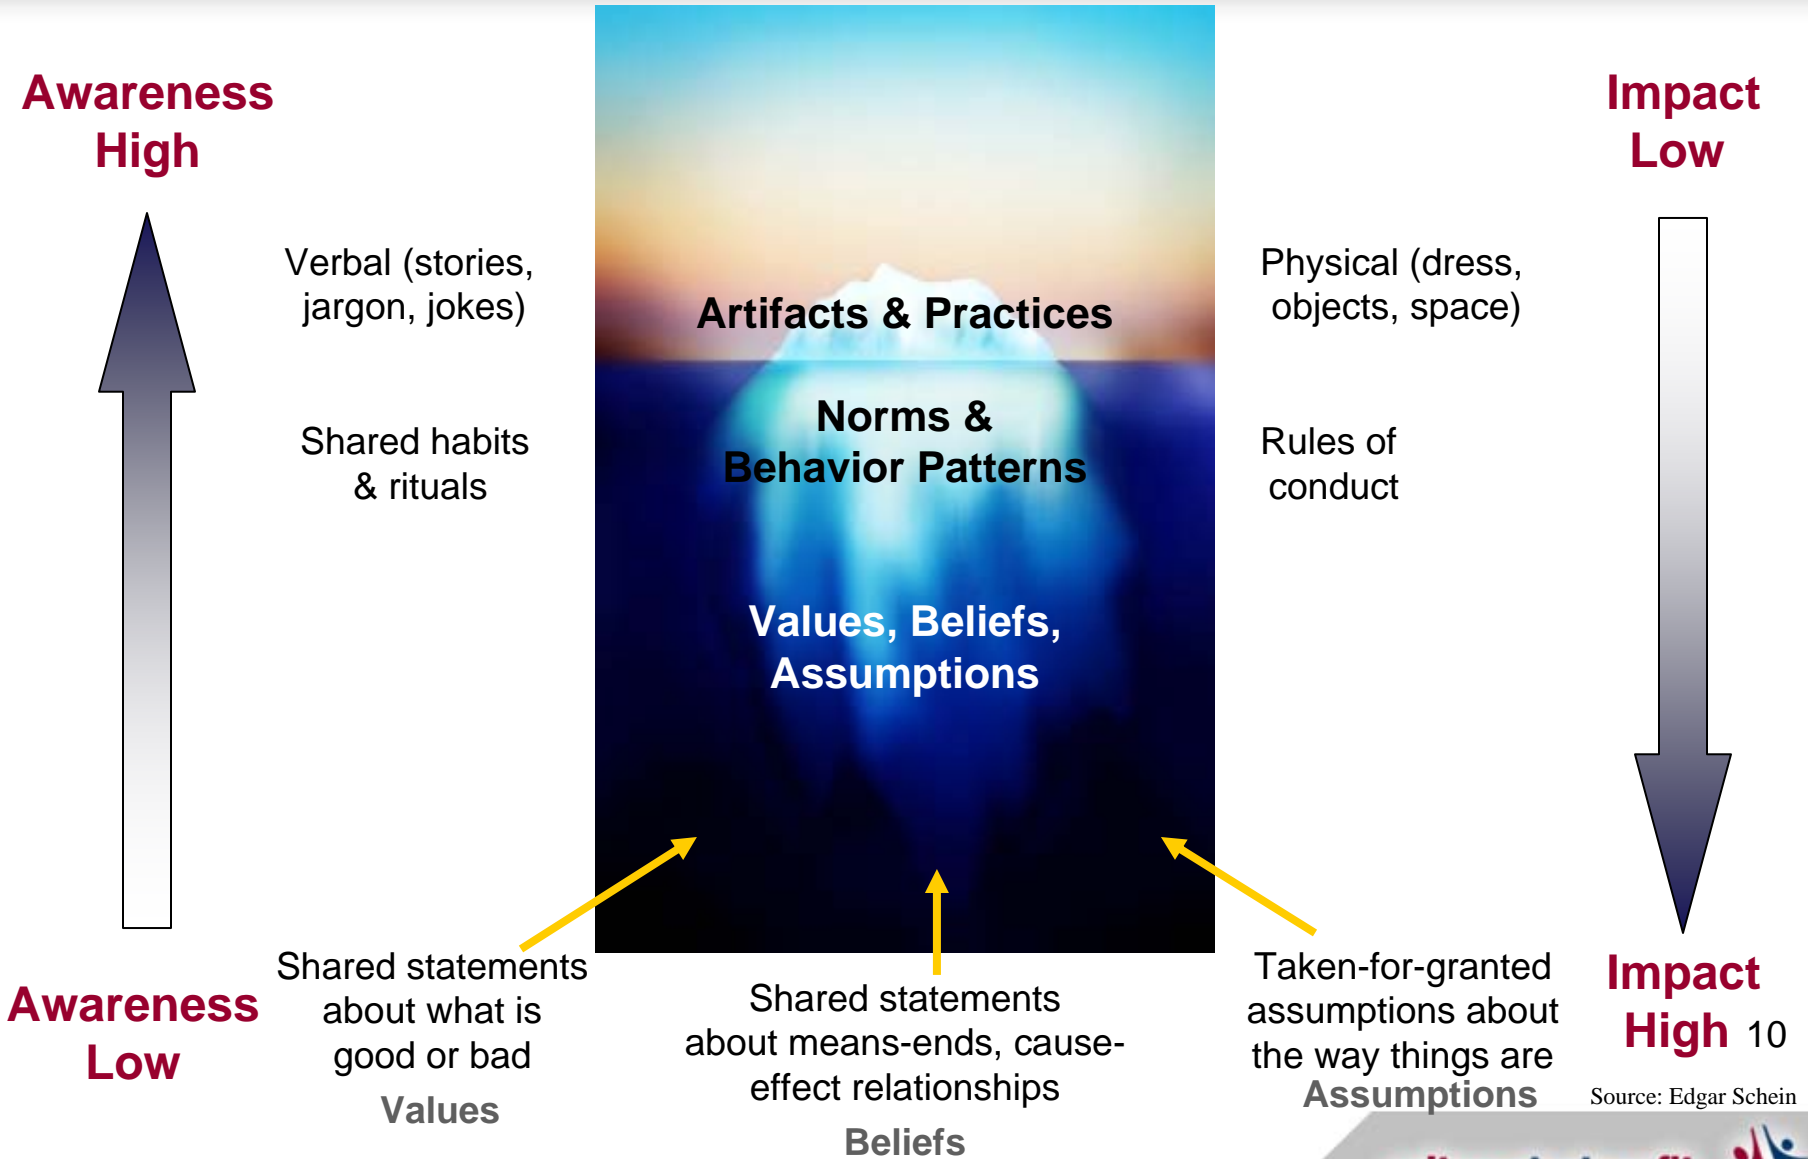 Awareness
High
Impact
Low
Verbal (stories,
jargon, jokes)
Artifacts & Practices
Physical (dress,
objects, space)
Shared habits
& rituals
Norms &
Behavior Patterns
Rules of
conduct
Values, Beliefs,
Assumptions
Awareness
Low
Shared statements
about what is
good or bad
Values
Shared statements
about means-ends, cause-
effect relationships
Beliefs
Taken-for-granted
assumptions about
the way things are
Assumptions
Impact
High
10
Source: Edgar Schein